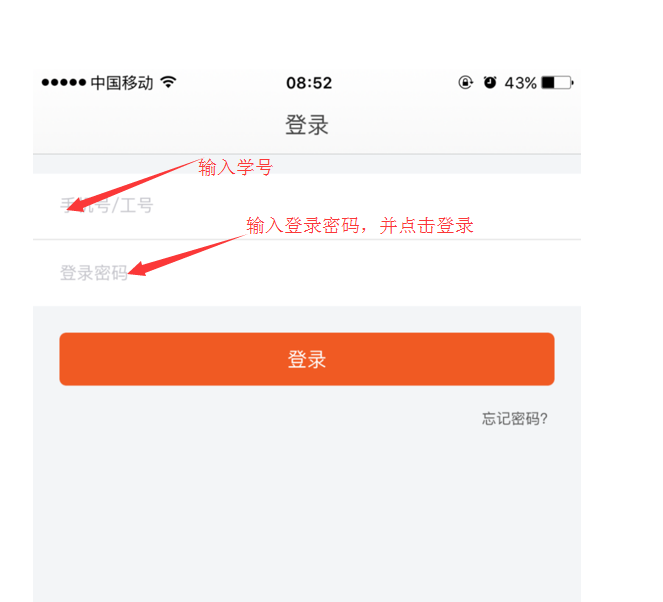 中国移动 08:52 43%
登录
输入学号
手机号/工号
输入登录密码，并点击登录
登录密码
登录
忘记密码?